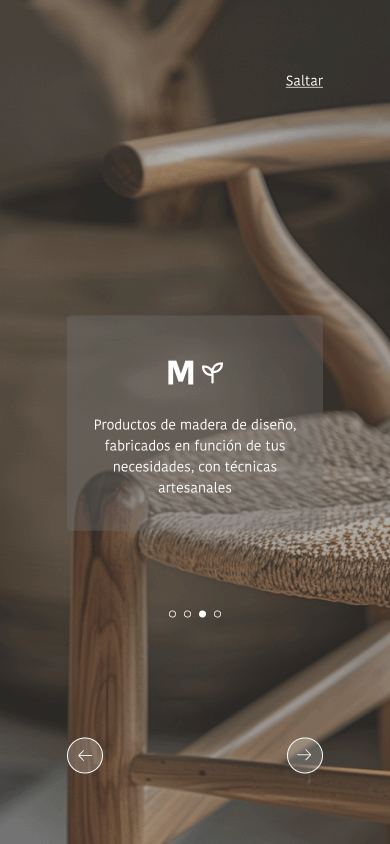 Saltar
M
Productos de madera de diseño,
fabricados en función de tus
necesidades, con técnicas
artesanales